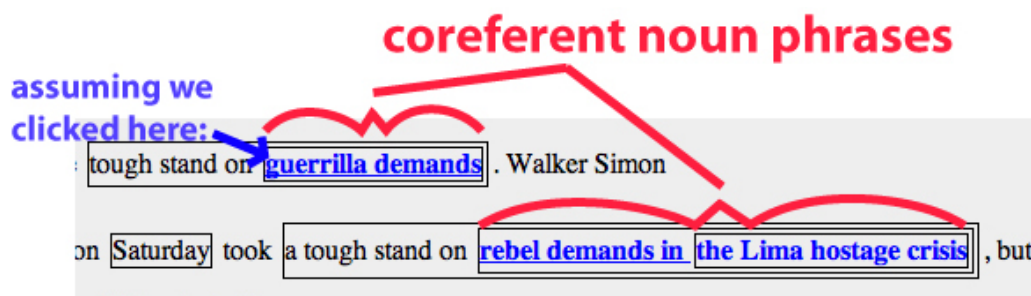 coreferent noun phrases
assuming we
clicked here:
tough stand on guerrilla demands . Walker Simon
on Saturday took a tough stand on rebel demands in the Lima hostage crisis , but